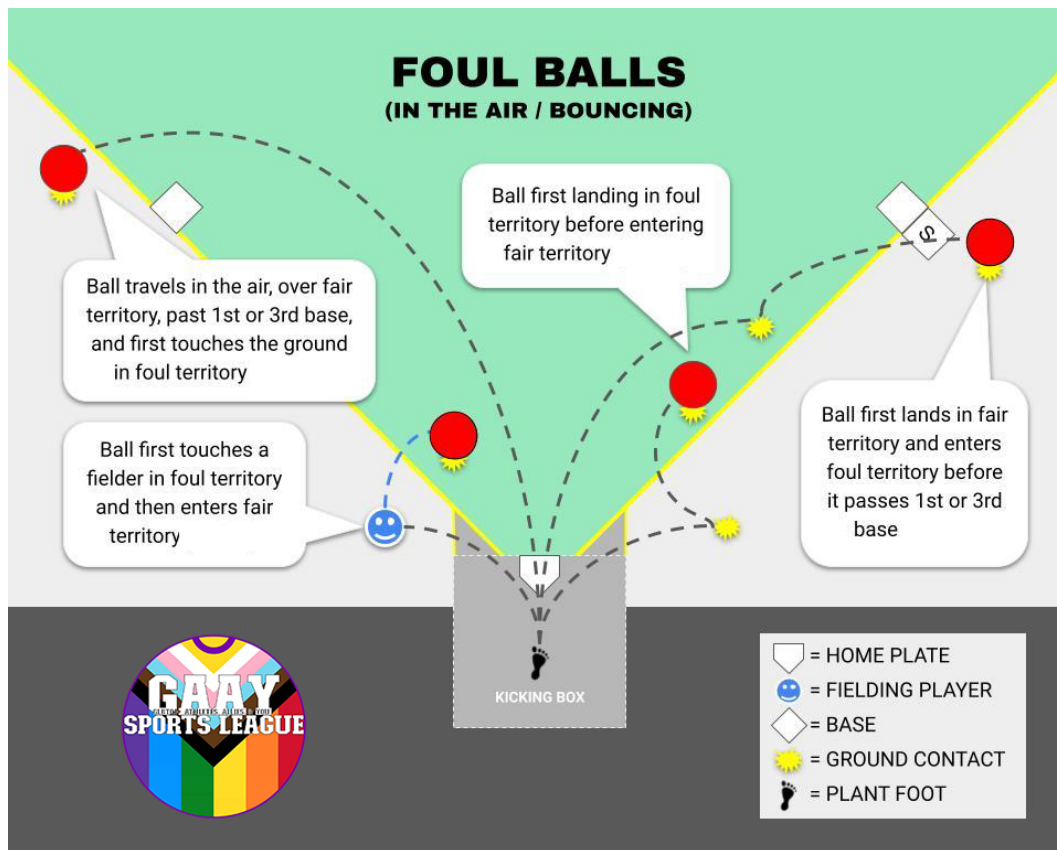 FOUL BALLS
(IN THE AIR / BOUNCING)
Ball first landing in foul
territory before entering
fair territory
S
Ball travels in the air, over fair
territory, past 1st or 3rd base,
and first touches the ground
in foul territory
Ball first lands in fair
territory and enters
foul territory before
it passes 1st or 3rd
base
Ball first touches a
fielder in foul territory
and then enters fair
territory
KICKING BOX
GAAY
SPORTS LEAGUE
= HOME PLATE
= FIELDING PLAYER
= BASE
= GROUND CONTACT
= PLANT FOOT